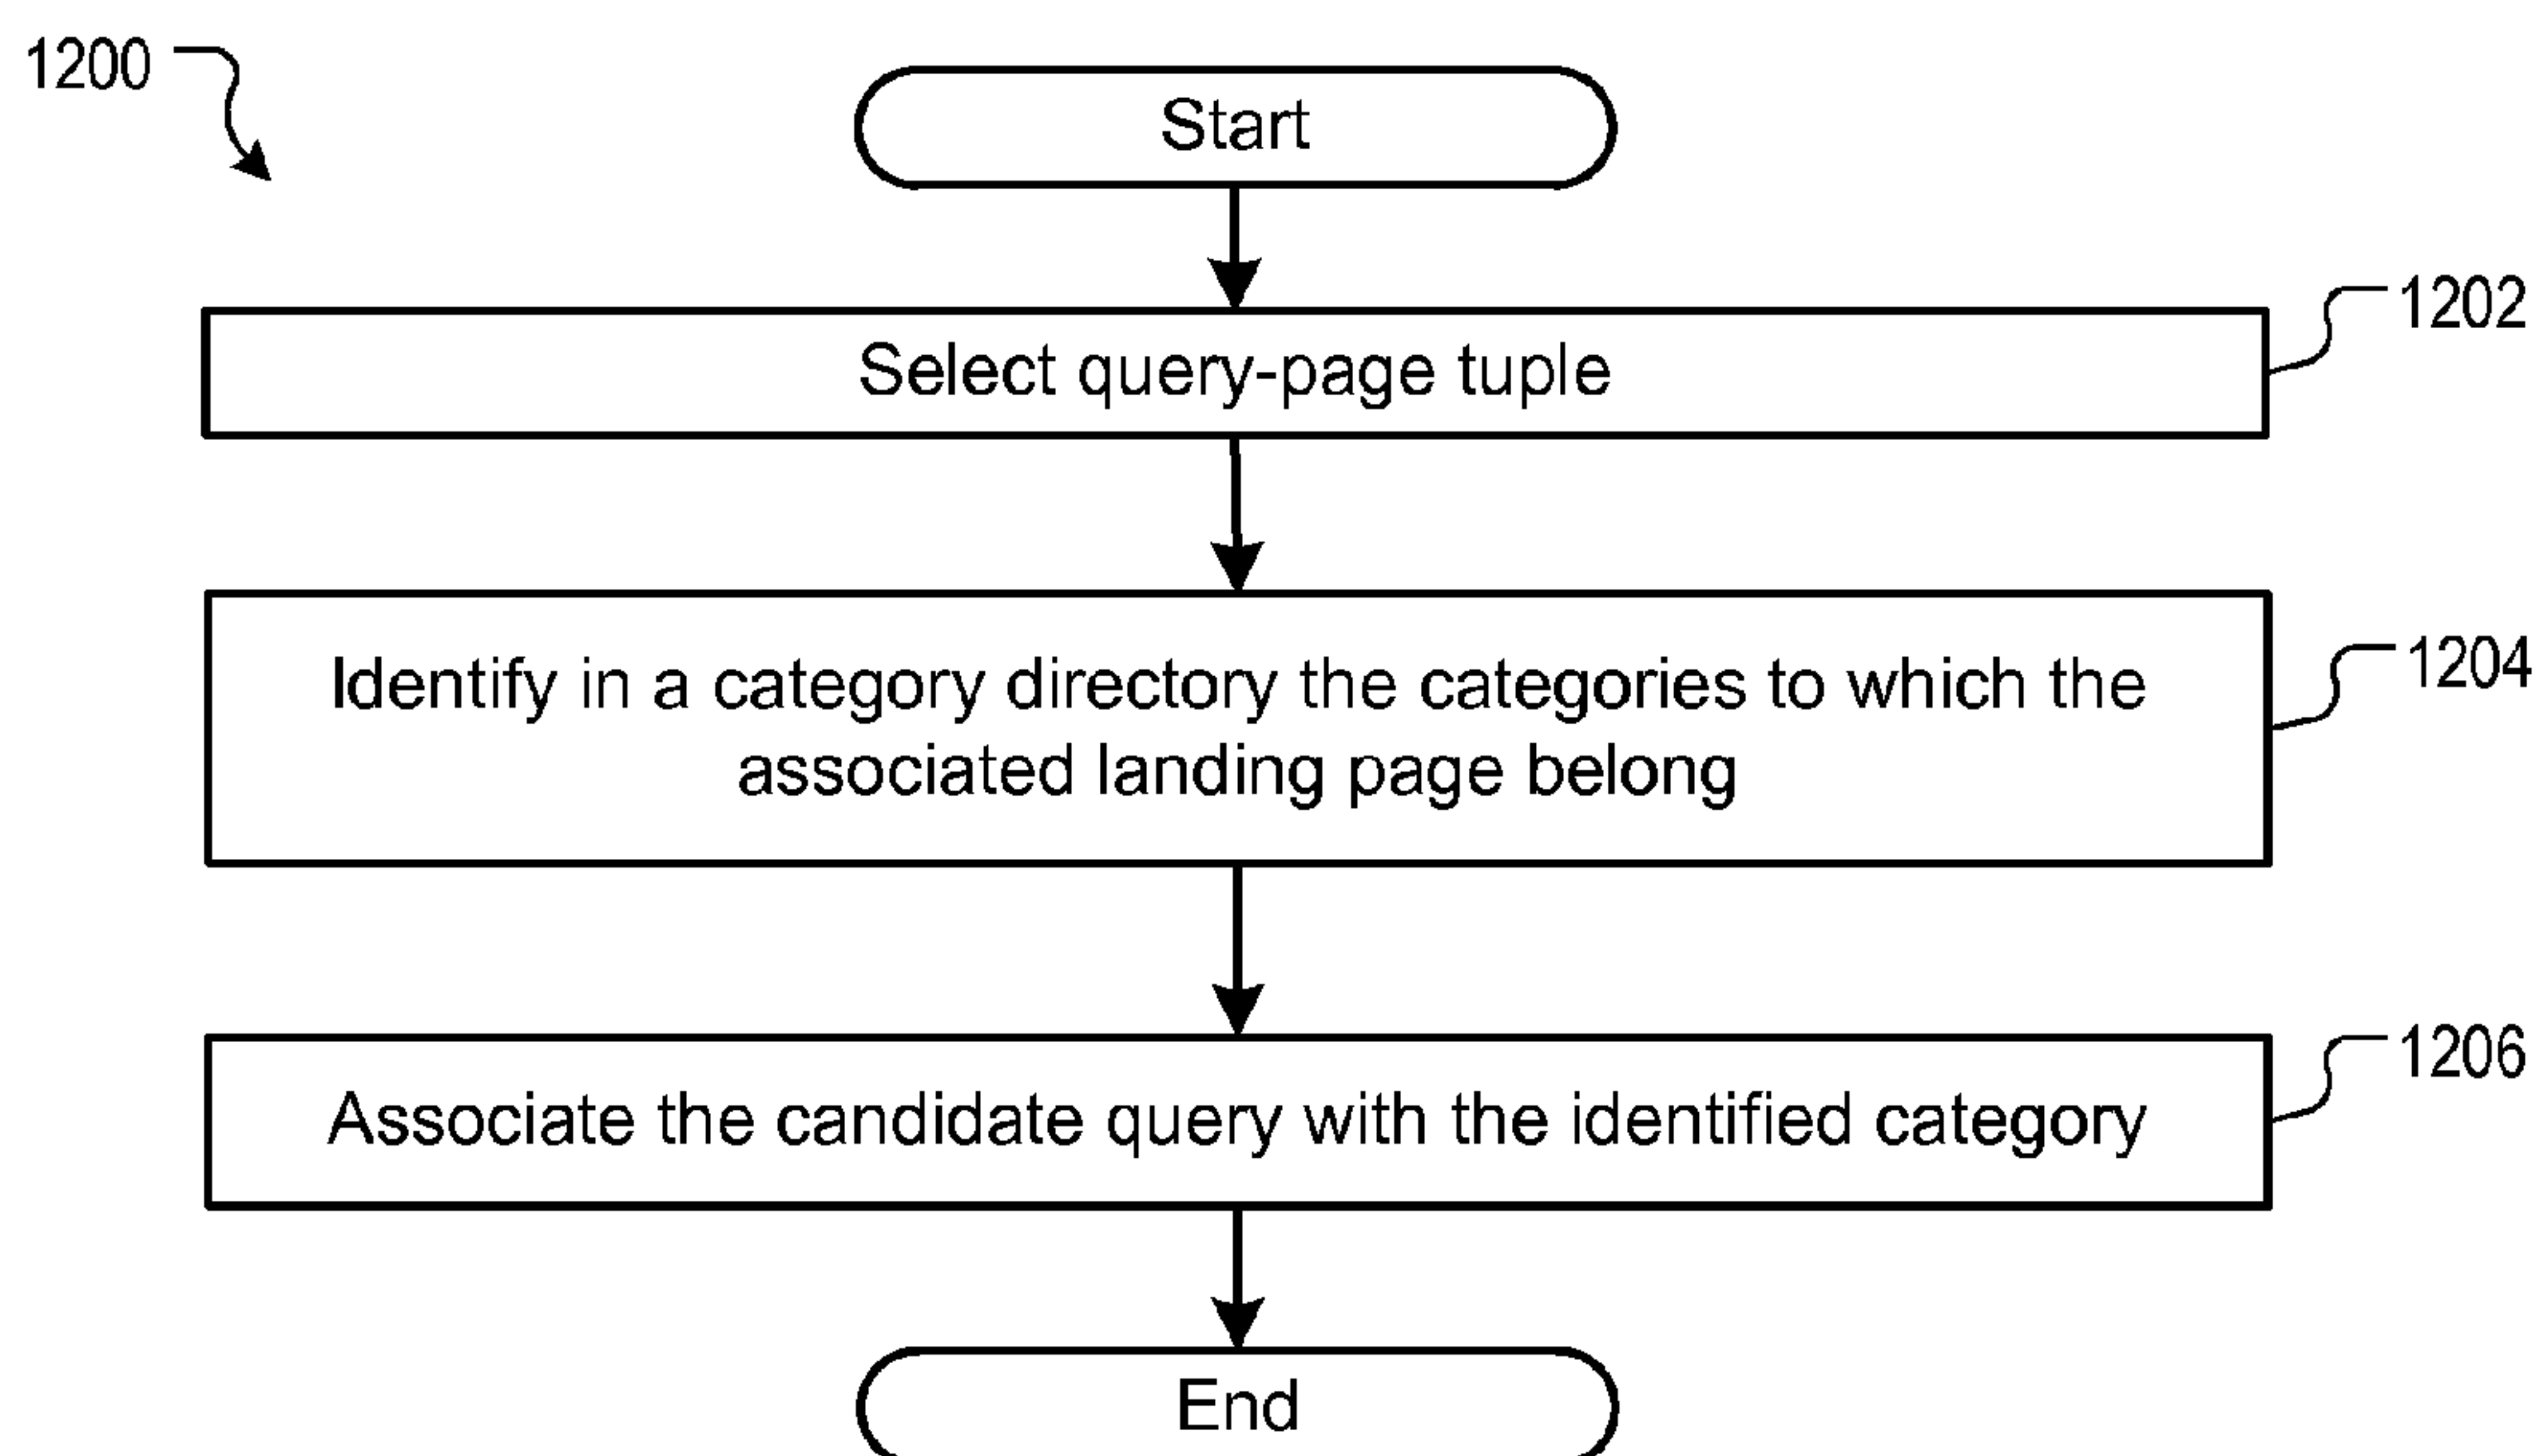 1200
Start
Select query-page tuple
1202
Identify in a category directory the categories to which the
associated landing page belong
1204
Associate the candidate query with the identified category
1206
End